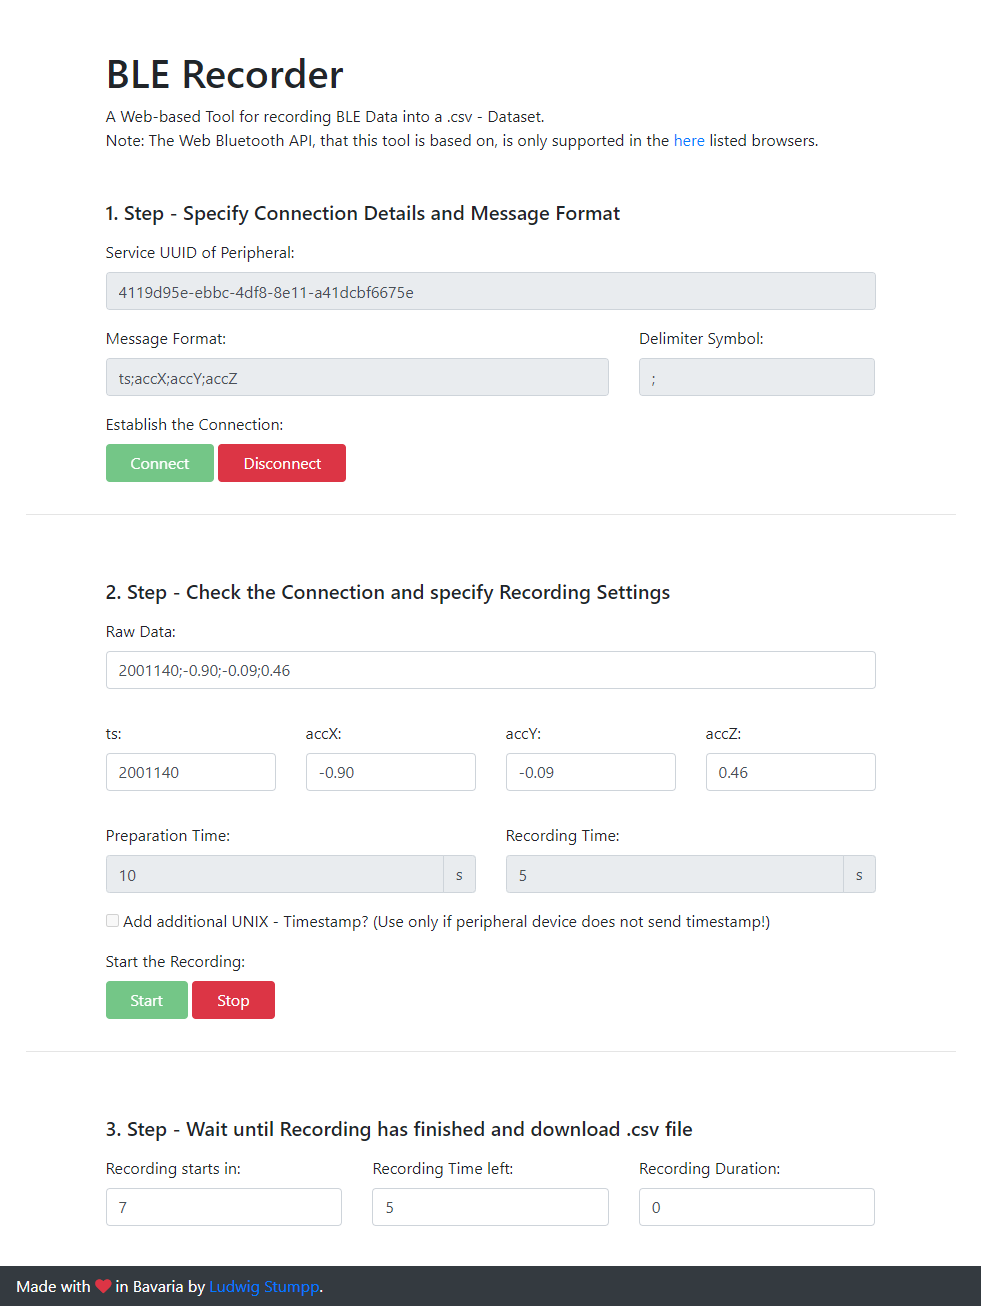 BLE Recorder
A Web-based Tool for recording BLE Data into a .csv - Dataset.
Note: The Web Bluetooth API, that this tool is based on, is only supported in the here listed browsers.
1. Step - Specify Connection Details and Message Format
Service UUID of Peripheral:
4119d95e-ebbc-4df8-8e11-a41dcbf6675e
Message Format: Delimiter Symbol:
ts;accX;accY;accZ ;
Establish the Connection:
Connect Disconnect
2. Step - Check the Connection and specify Recording Settings
Raw Data:
2001140;-0.90;-0.09;0.46
ts: accX: accY: accZ:
2001140 -0.90 -0.09 0.46
Preparation Time: Recording Time:
10 s 5 s
Add additional UNIX - Timestamp? (Use only if peripheral device does not send timestamp!)
Start the Recording:
Start Stop
3. Step - Wait until Recording has finished and download .csv file
Recording starts in: Recording Time left: Recording Duration:
7 5 0
Made with ❤ in Bavaria by Ludwig Stumpp.